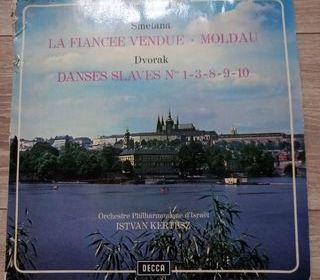 Smetana
LA FIANCEE VENDUE - MOLDAU
Dvorak
DANSES SLAVES Nos 1-3-8-9-10
Orchestre Philharmonique d'Israël
ISTVAN KERTESZ
DECCA